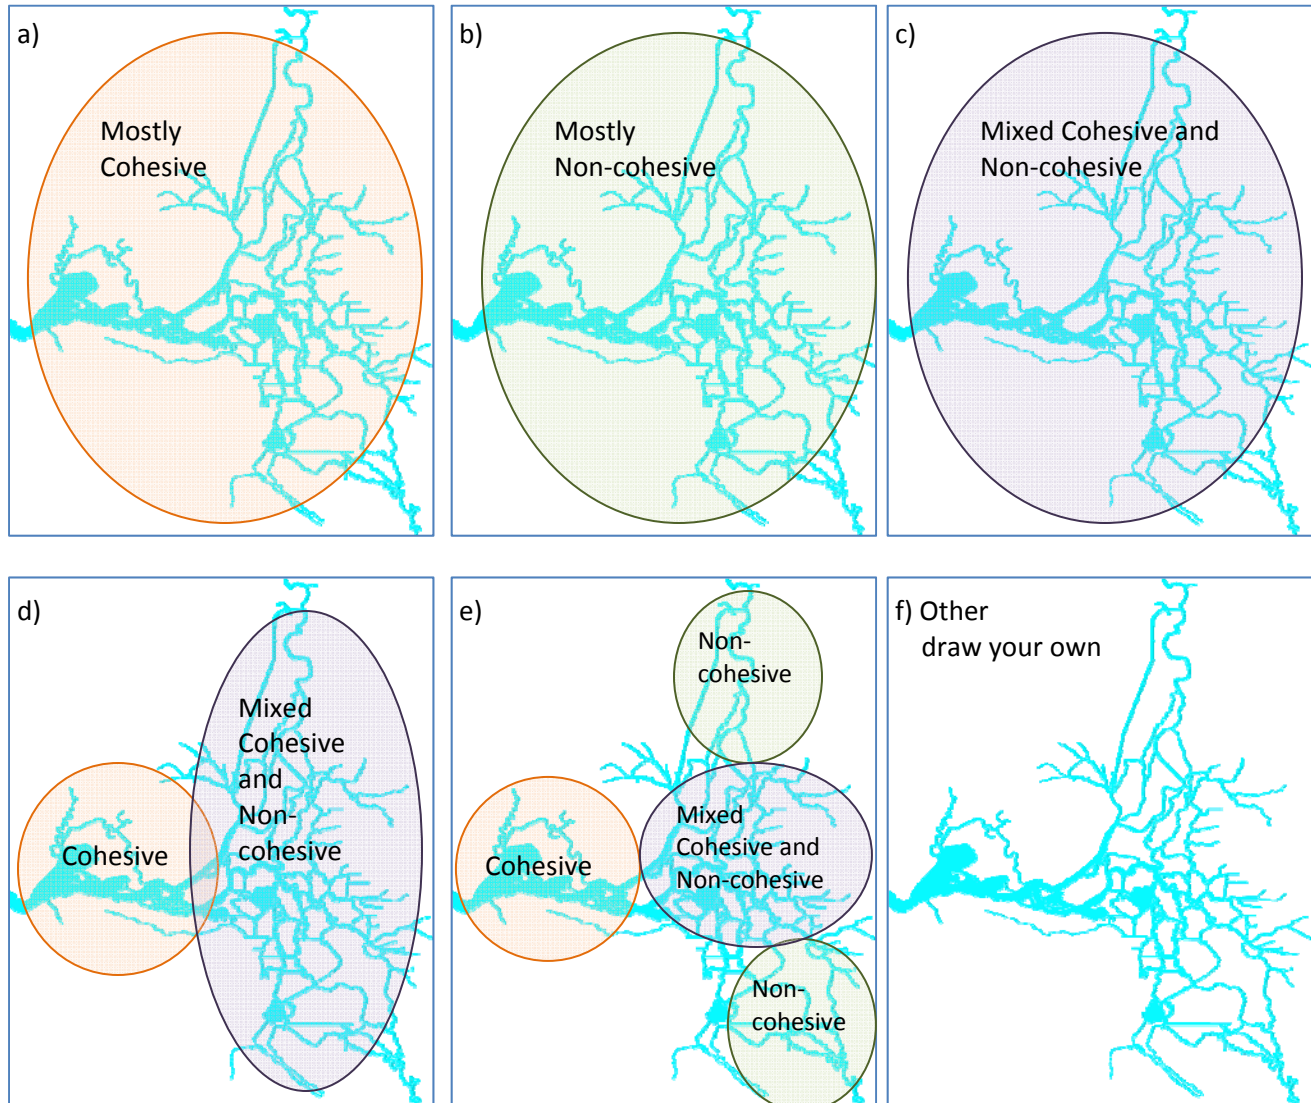 a)
Mostly
Cohesive
b)
Mostly
Non-cohesive
c)
Mixed Cohesive and
Non-cohesive
d)
Mixed
Cohesive
and
Non-
cohesive
Cohesive
e)
Non-
cohesive
Mixed
Cohesive and
Non-cohesive
Cohesive
Non-
cohesive
f) Other
draw your own